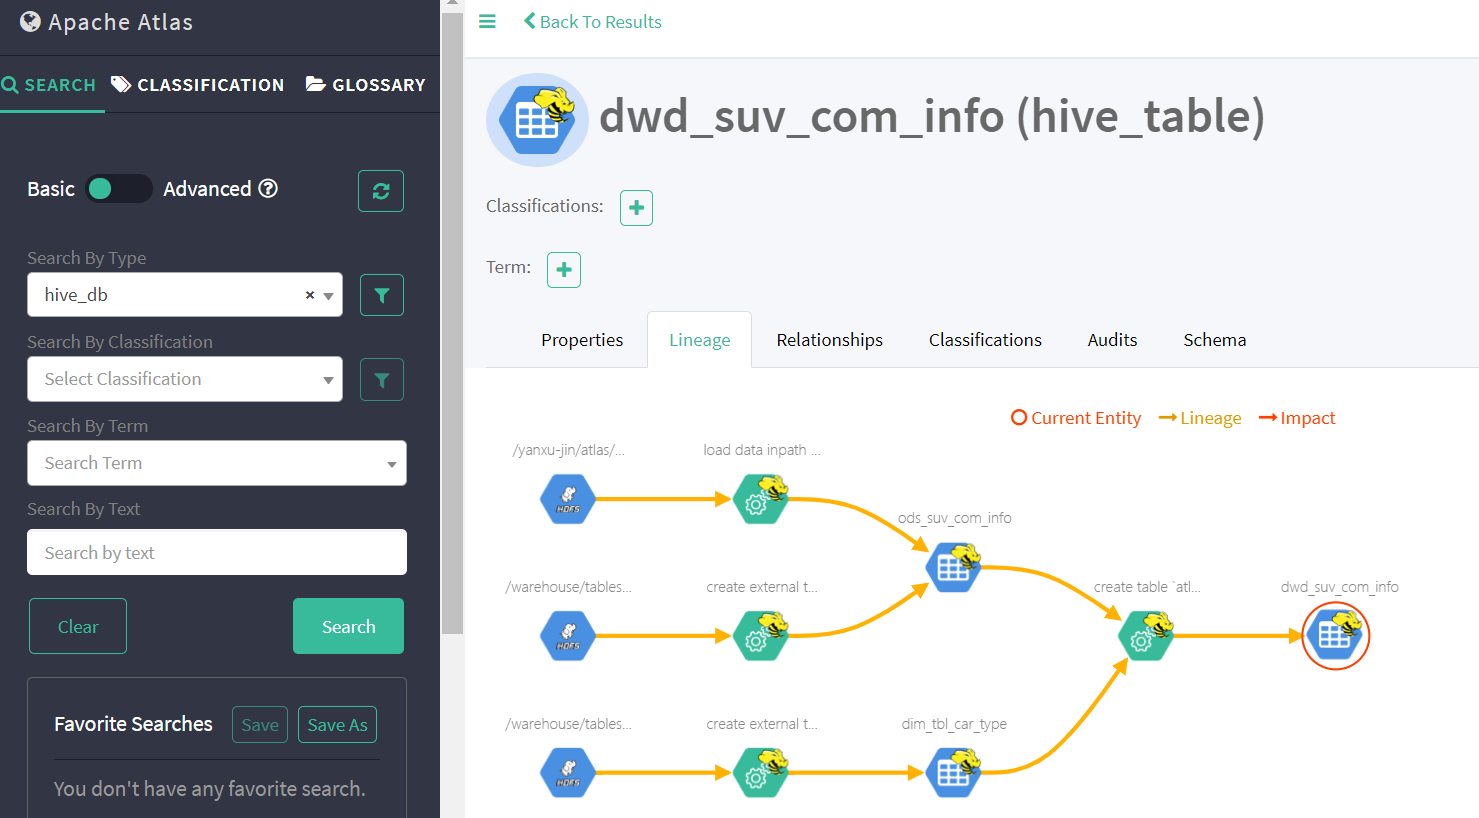 Apache Atlas
SEARCH CLASSIFICATION GLOSSARY
Basic Advanced
Search By Type
hive_db ×
Search By Classification
Select Classification
Search By Term
Search Term
Search By Text
Search by text
Clear Search
Favorite Searches Save Save As
You don't have any favorite search.
Back To Results
dwd_suv_com_info (hive_table)
Classifications:
Term:
Properties Lineage Relationships Classifications Audits Schema
Current Entity Lineage Impact
/yanxu-jin/atlas/... load data inpath ...
HDFS
ods_suv_com_info
/warehouse/tables... create external t... create table `atl... dwd_suv_com_info
HDFS
/warehouse/tables... create external t... dim_tbl_car_type
HDFS